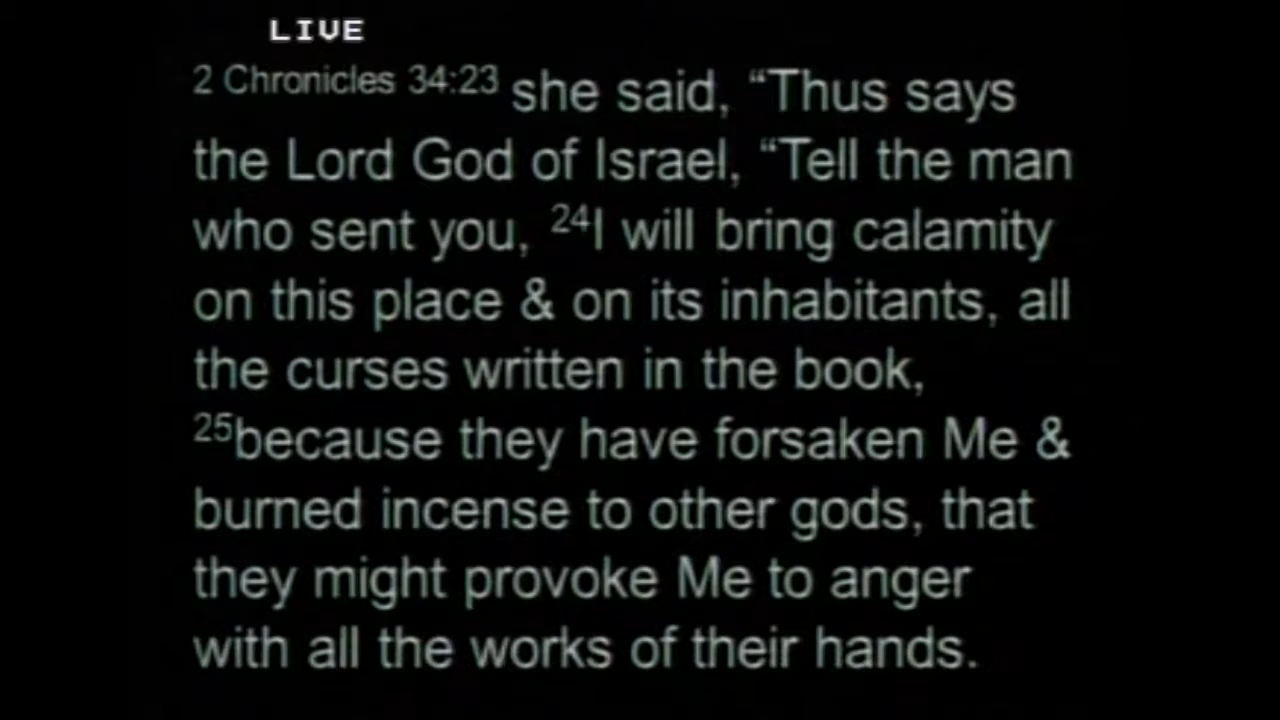 LIVE
2 Chronicles 34:23 she said, “Thus says
the Lord God of Israel, “Tell the man
who sent you, 24I will bring calamity
on this place & on its inhabitants, all
the curses written in the book,
25because they have forsaken Me &
burned incense to other gods, that
they might provoke Me to anger
with all the works of their hands.